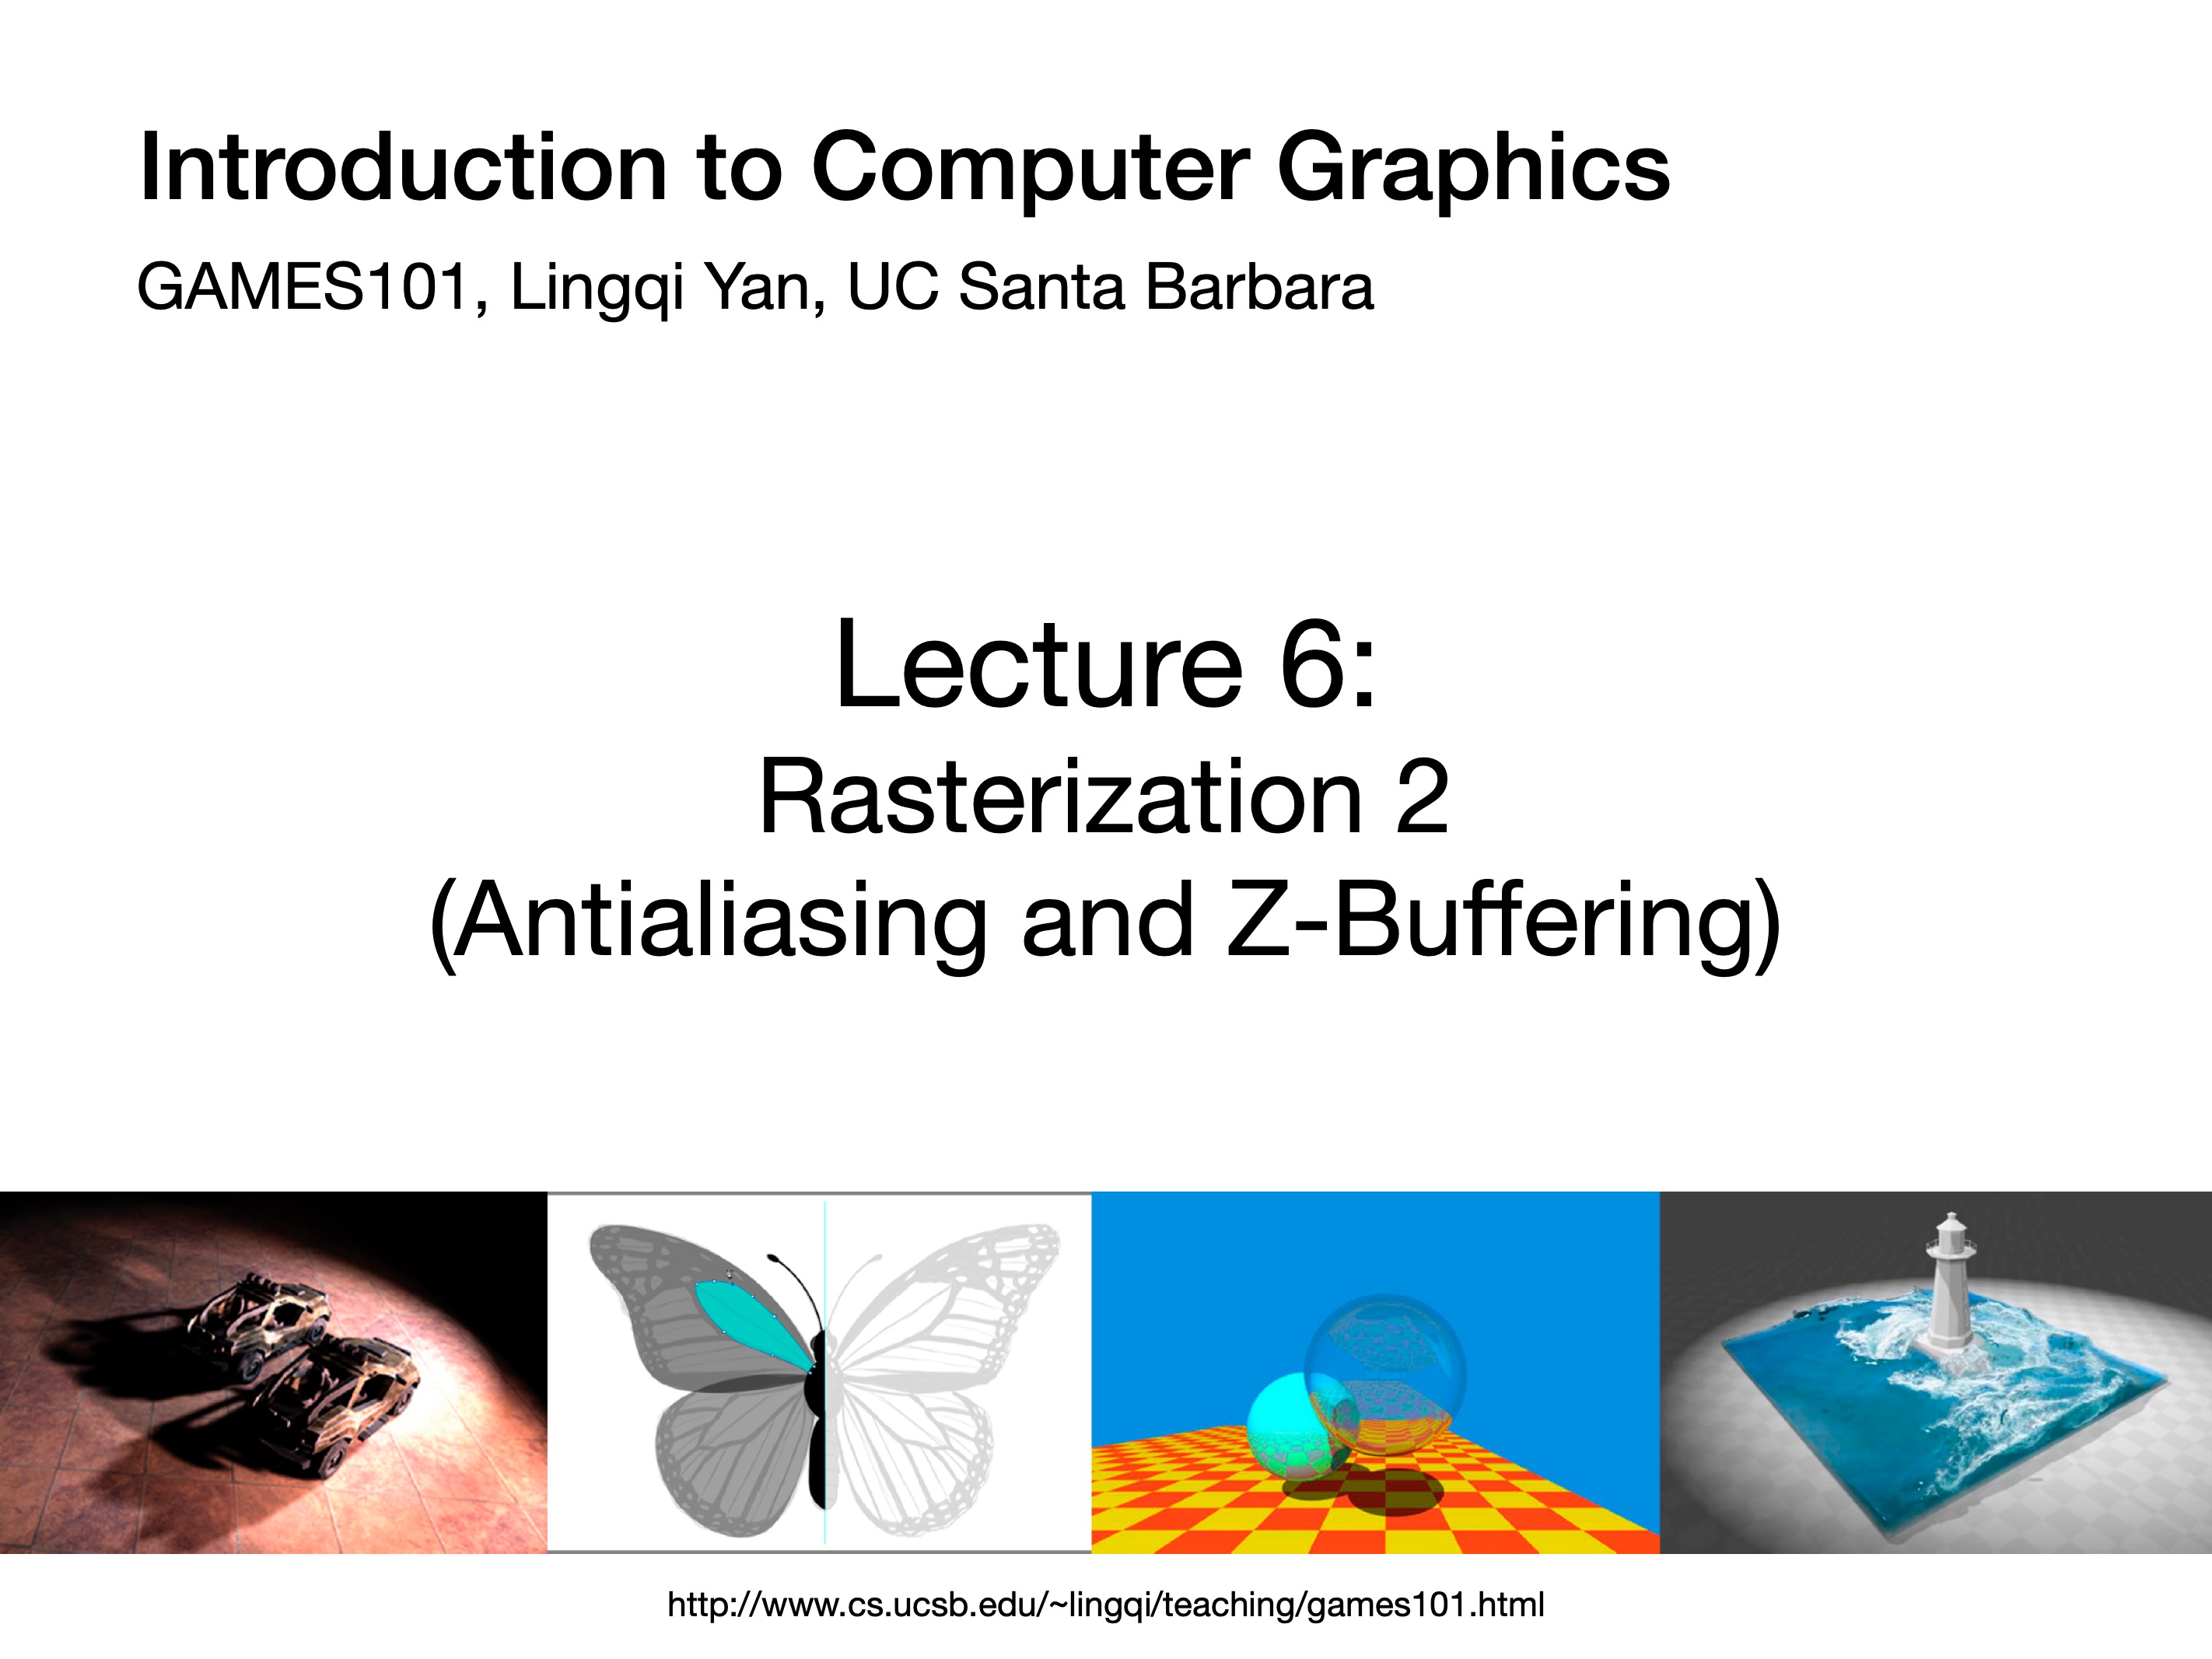 Introduction to Computer Graphics
GAMES101, Lingqi Yan, UC Santa Barbara
Lecture 6:
Rasterization 2
(Antialiasing and Z-Buffering)
http://www.cs.ucsb.edu/~lingqi/teaching/games101.html